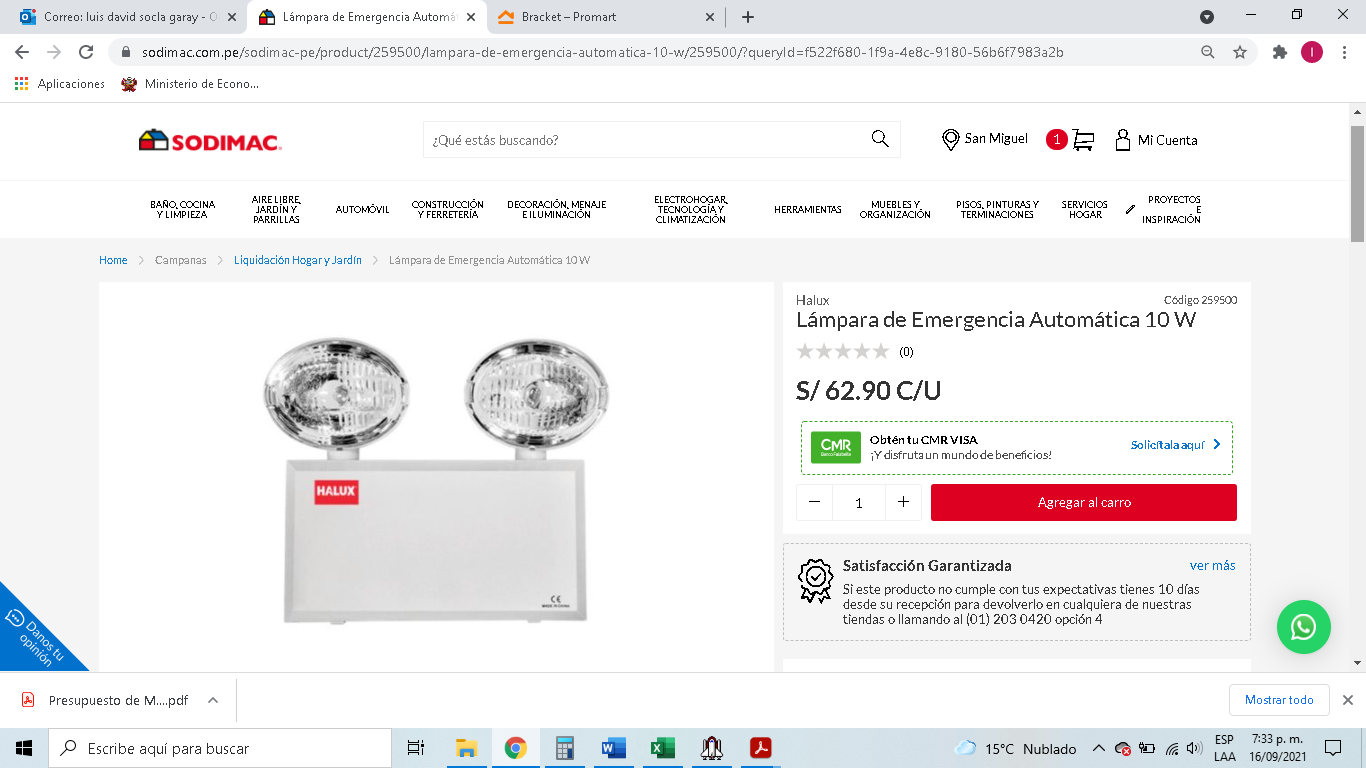 Correo: luis david socla garay - O
Lámpara de Emergencia Automát
Bracket – Promart
sodimac.com.pe/sodimac-pe/product/259500/lampara-de-emergencia-automatica-10-w/259500/?queryId=f522f680-1f9a-4e8c-9180-56b6f7983a2b
I
Aplicaciones
Ministerio de Econo...
SODIMAC
¿Qué estás buscando?
San Miguel
1
Mi Cuenta
BAÑO, COCINA
Y LIMPIEZA
AIRE LIBRE,
JARDÍN Y
PARRILLAS
AUTOMÓVIL
CONSTRUCCIÓN
Y FERRETERÍA
DECORACIÓN, MENAJE
E ILUMINACIÓN
ELECTROHOGAR,
TECNOLOGÍA Y
CLIMATIZACIÓN
HERRAMIENTAS
MUEBLES Y
ORGANIZACIÓN
PISOS, PINTURAS Y
TERMINACIONES
SERVICIOS
HOGAR
PROYECTOS
E
INSPIRACIÓN
Home > Campanas > Liquidación Hogar y Jardín > Lámpara de Emergencia Automática 10 W
HALUX
CE
MADE IN CHINA
Halux
Código 259500
Lámpara de Emergencia Automática 10 W
(0)
S/ 62.90 C/U
CMR
Banco Falabella
Obtén tu CMR VISA
¡Y disfruta un mundo de beneficios!
Solicítala aquí
1
Agregar al carro
Satisfacción Garantizada
ver más
Si este producto no cumple con tus expectativas tienes 10 días
desde su recepción para devolverlo en cualquiera de nuestras
tiendas o llamando al (01) 203 0420 opción 4
Danos tu
opinión
Presupuesto de M....pdf
Mostrar todo
Escribe aquí para buscar
15°C Nublado
ESP
LAA
7:33 p. m.
16/09/2021